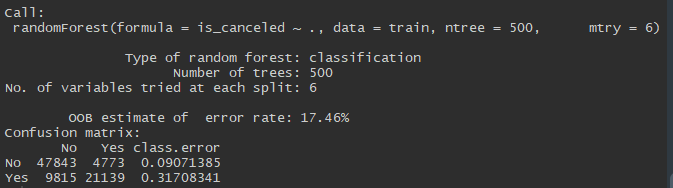 Call:
randomForest(formula = is_canceled ~ ., data = train, ntree = 500, mtry = 6)
Type of random forest: classification
Number of trees: 500
No. of variables tried at each split: 6
OOB estimate of error rate: 17.46%
Confusion matrix:
No Yes class.error
No 47843 4773 0.09071385
Yes 9815 21139 0.31708341